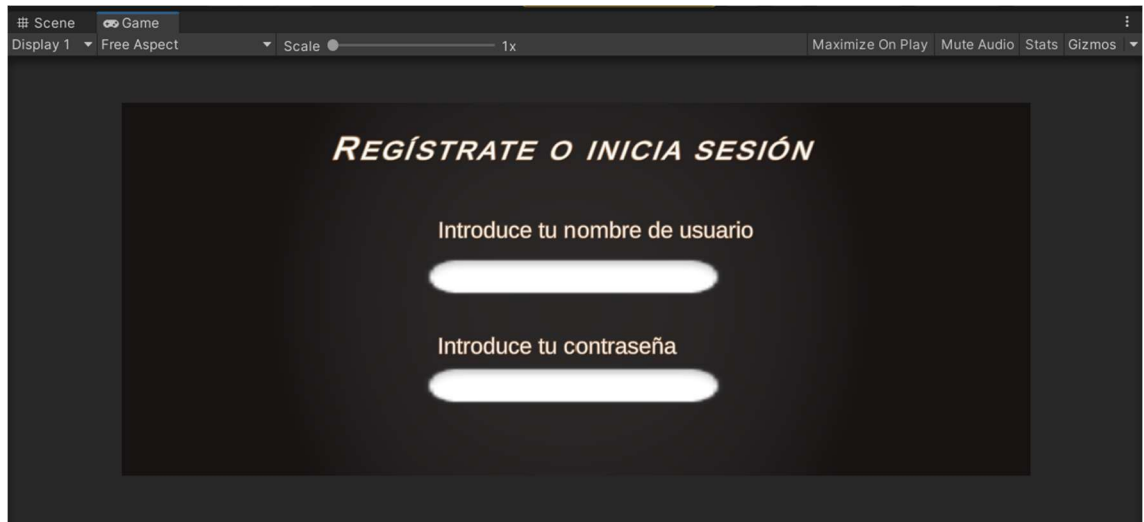 Scene Game
Display 1 Free Aspect Scale 1x Maximize On Play Mute Audio Stats Gizmos
REGÍSTRATE O INICIA SESIÓN
Introduce tu nombre de usuario
Introduce tu contraseña